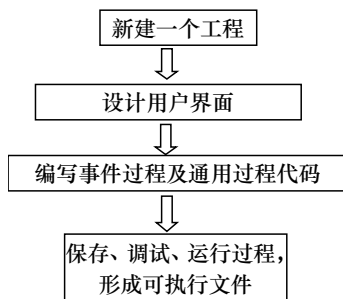 新建一个工程
设计用户界面
编写事件过程及通用过程代码
保存、调试、运行过程，
形成可执行文件